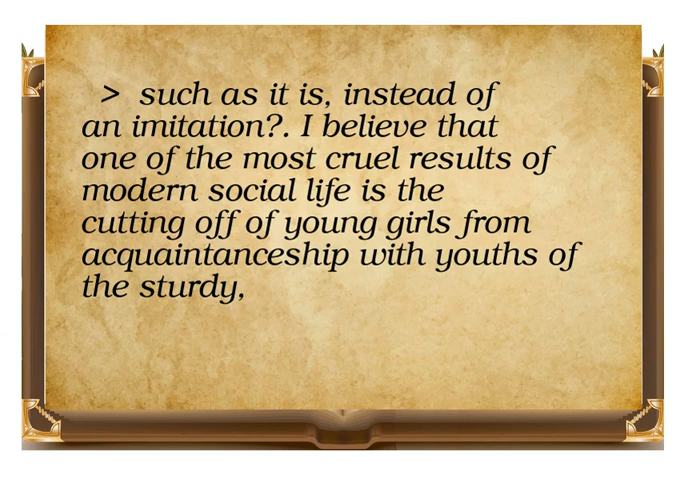 > such as it is, instead of
an imitation?. I believe that
one of the most cruel results of
modern social life is the
cutting off of young girls from
acquaintanceship with youths of
the sturdy,